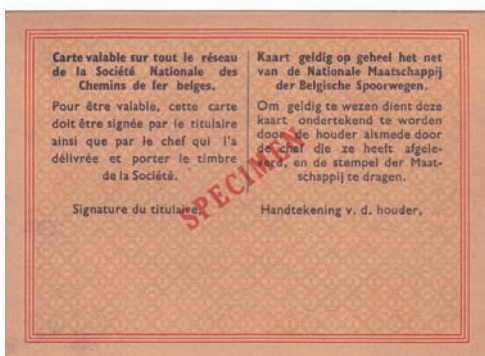 Carte valable sur tout le réseau
de la Société Nationale des
Chemins de fer belges.
Pour être valable, cette carte
doit être signée par le titulaire
ainsi que par le chef qui l'a
délivrée et porter le timbre
de la Société.
Signature du titulaire,
Kaart geldig op geheel het net
van de Nationale Maatschappij
der Belgische Spoorwegen.
Om geldig te wezen dient deze
kaart ondertekend te worden
door de houder alsmede door
de chef die ze heeft afgele-
verd, en de stempel der Maat-
schappij te dragen.
Handtekening v. d. houder,
SPECIMEN